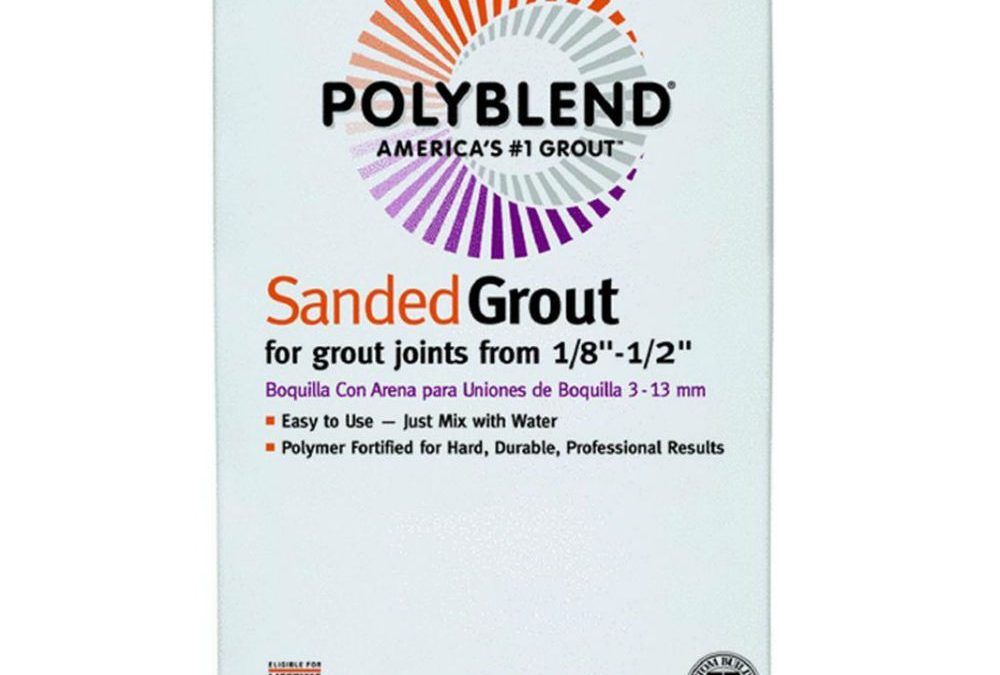 POLYBLEND®
AMERICA'S #1 GROUT™
Sanded Grout
for grout joints from 1/8"-1/2"
Boquilla Con Arena para Uniones de Boquilla 3-13 mm
Easy to Use — Just Mix with Water
Polymer Fortified for Hard, Durable, Professional Results
ELIGIBLE FOR